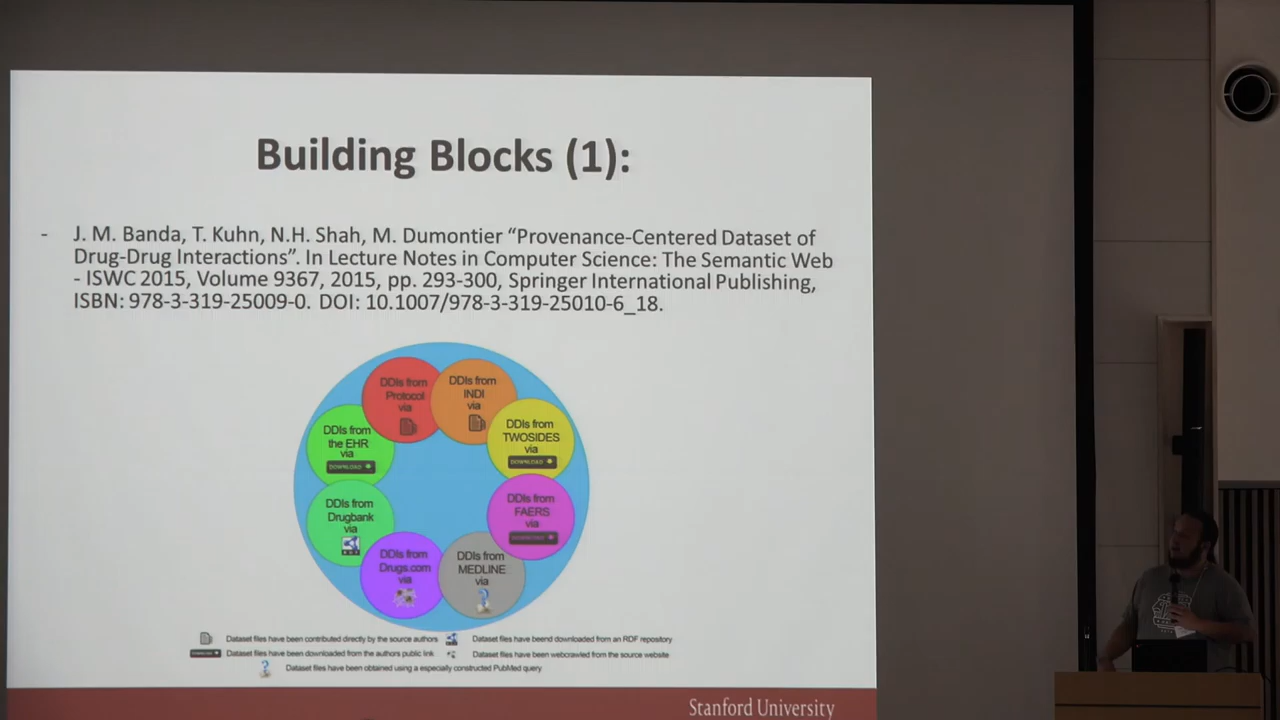 Building Blocks (1):
- J. M. Banda, T. Kuhn, N.H. Shah, M. Dumontier “Provenance-Centered Dataset of
Drug-Drug Interactions”. In Lecture Notes in Computer Science: The Semantic Web
- ISWC 2015, Volume 9367, 2015, pp. 293-300, Springer International Publishing,
ISBN: 978-3-319-25009-0. DOI: 10.1007/978-3-319-25010-6_18.
DDIs from
Protocol
via
DDIs from
INDI
via
DDIs from
the EHR
via
DOWNLOAD
DDIs from
TWOSIDES
via
DOWNLOAD
DDIs from
Drugbank
via
DDIs from
FAERS
via
DOWNLOAD
DDIs from
Drugs.com
via
DDIs from
MEDLINE
via
Dataset files have been contributed directly by the source authors
Dataset files have beend downloaded from an RDF repository
DOWNLOAD Dataset files have been downloaded from the authors public link
Dataset files have been webcrawled from the source website
Dataset files have been obtained using a especially constructed PubMed query
Stanford University